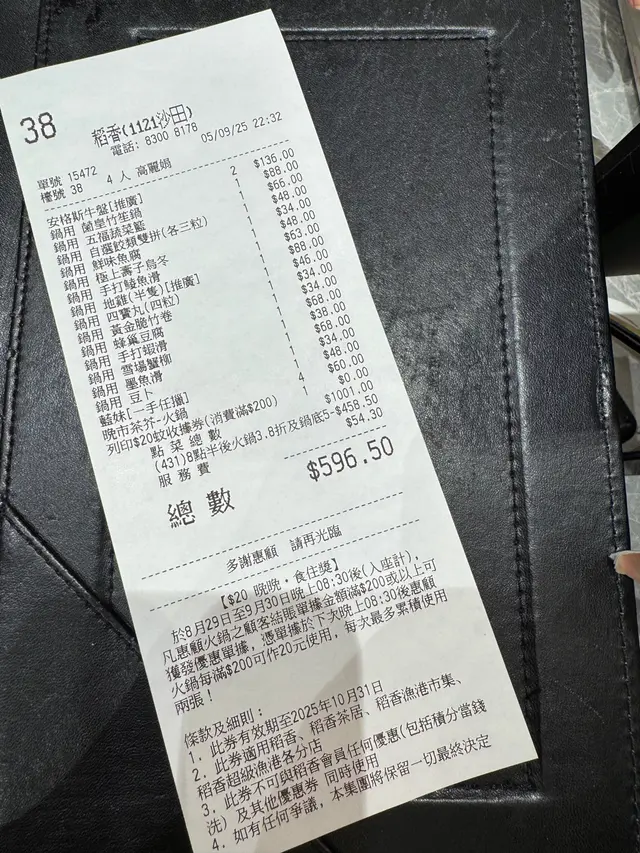 38
稻香(1121沙田)
電話: 8300 8178
05/09/25 22:32
單號 15472
檯號 38 4 人 高麗娟
安格斯牛盤[推廣] 2 $136.00
鍋用 蘭皇竹笙鍋 1 $88.00
鍋用 五福蔬菜籃 1 $66.00
鍋用 自選餃類雙拼(各三粒) 1 $48.00
鍋用 鮮味魚腐 1 $34.00
鍋用 極上壽子烏冬 1 $48.00
鍋用 手打鯪魚滑 1 $63.00
鍋用 地雞(半隻)[推廣] 1 $88.00
鍋用 四寶丸(四粒) 1 $46.00
鍋用 黃金脆竹卷 1 $34.00
鍋用 蜂巢豆腐 1 $34.00
鍋用 手打蝦滑 1 $68.00
鍋用 雪場蟹柳 1 $38.00
鍋用 墨魚滑 1 $68.00
鍋用 豆卜 1 $34.00
藍妹[一手任擺] 1 $48.00
晚市茶芥-火鍋 4 $60.00
列印$20蚊收據券(消費滿$200) 1 $0.00
點菜總數 $1001.00
(431)8點半後火鍋3.8折及鍋底5-$458.50
服務費 $54.30
總數 $596.50
多謝惠顧 請再光臨
【$20 晚晚・食住獎】
於8月29日至9月30日晚上08:30後(入座計),
凡惠顧火鍋之顧客結賬單據金額滿$200或以上可
獲發優惠單據, 憑單據於下次晚上08:30後惠顧
火鍋每滿$200可作20元使用, 每次最多累積使用
兩張!
條款及細則:
1. 此券有效期至2025年10月31日
2. 此券適用稻香、稻香茶居、稻香漁港市集、
稻香超級漁港各分店
3. 此券不可與稻香會員任何優惠(包括積分當錢
洗)及其他優惠券 同時使用
4. 如有任何爭議, 本集團將保留一切最終決定